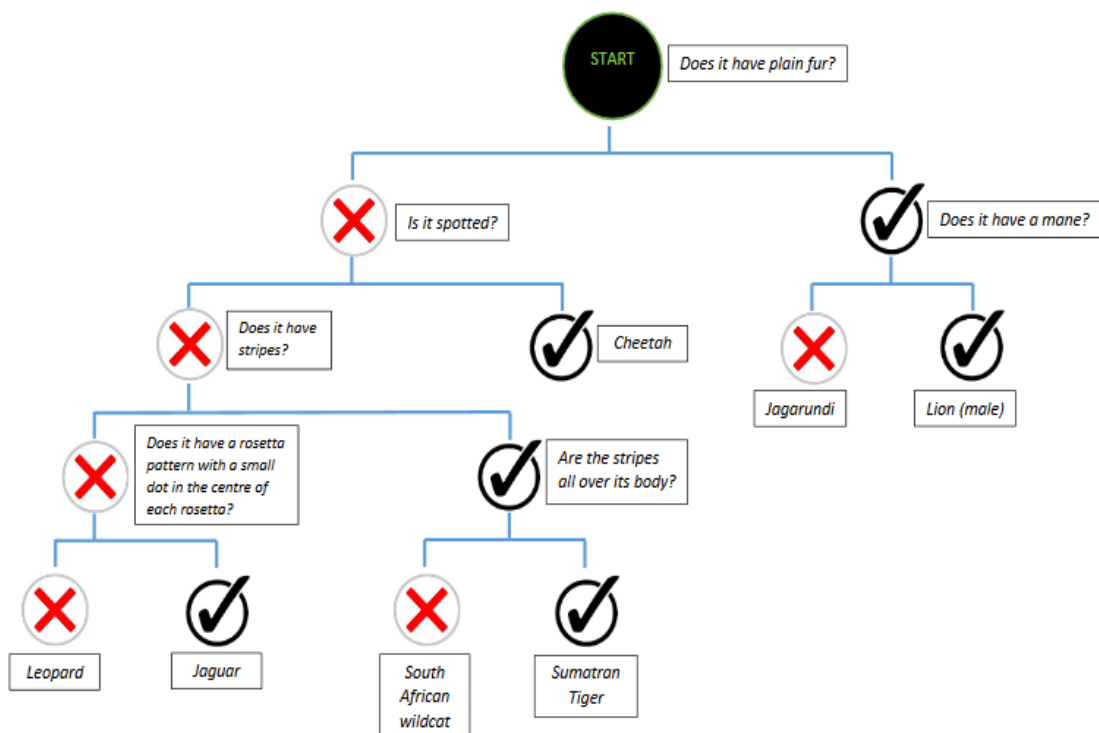 START
Does it have plain fur?
Is it spotted?
Does it have a mane?
Does it have
stripes?
Cheetah
Jagarundi
Lion (male)
Does it have a rosetta
pattern with a small
dot in the centre of
each rosetta?
Are the stripes
all over its body?
Leopard
Jaguar
South
African
wildcat
Sumatran
Tiger